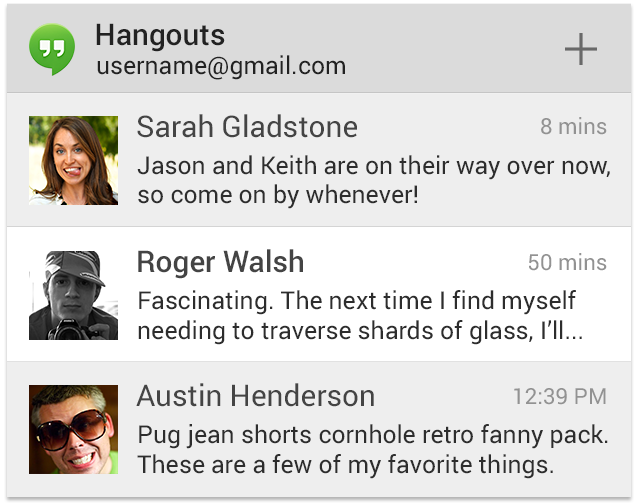 Hangouts
username@gmail.com
Sarah Gladstone 8 mins
Jason and Keith are on their way over now,
so come on by whenever!
Roger Walsh 50 mins
Fascinating. The next time I find myself
needing to traverse shards of glass, I’ll...
Austin Henderson 12:39 PM
Pug jean shorts cornhole retro fanny pack.
These are a few of my favorite things.